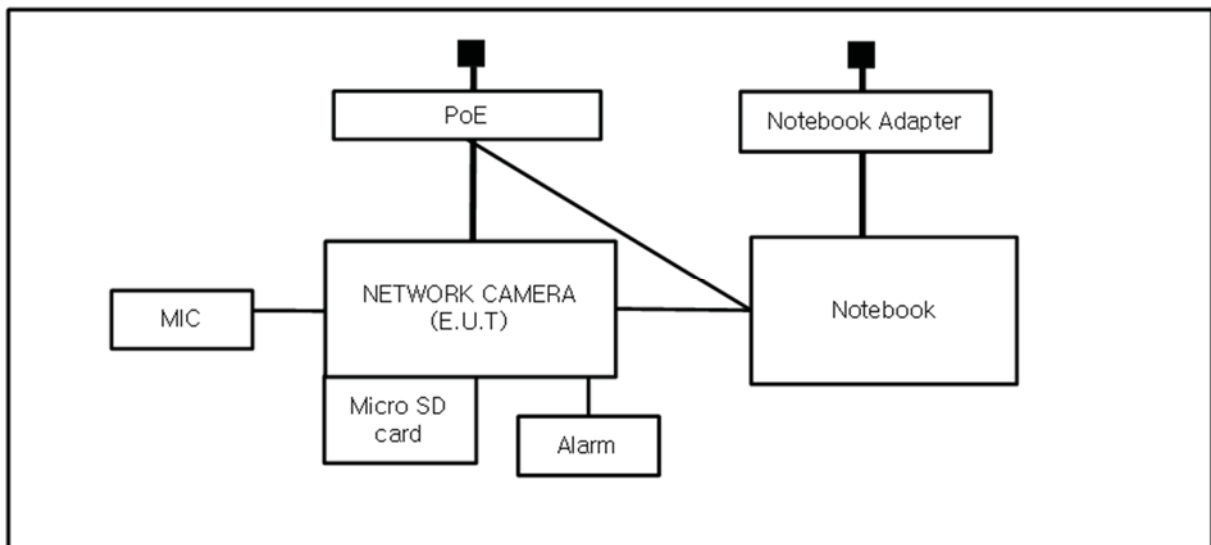 PoE
Notebook Adapter
NETWORK CAMERA
(E.U.T)
Notebook
MIC
Micro SD
card
Alarm